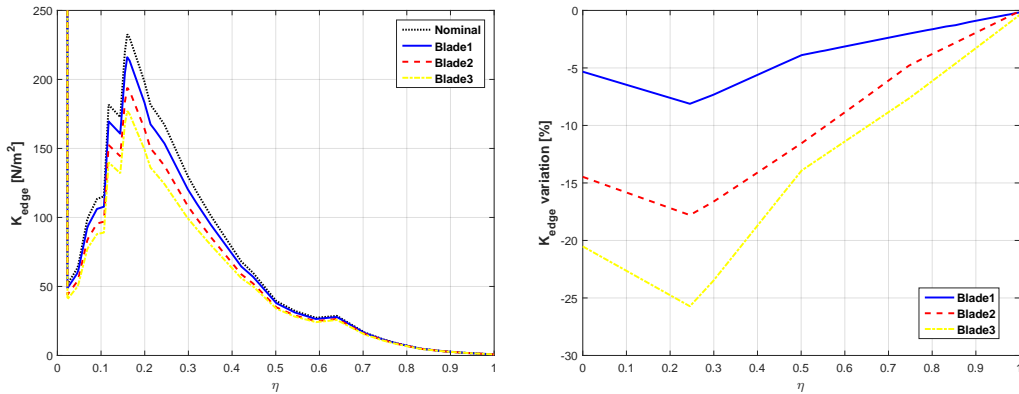 250
200
150
100
50
0
K_edge [N/m²]
0 0.1 0.2 0.3 0.4 0.5 0.6 0.7 0.8 0.9 1
η
Nominal
Blade1
Blade2
Blade3
0
-5
-10
-15
-20
-25
-30
K_edge variation [%]
0 0.1 0.2 0.3 0.4 0.5 0.6 0.7 0.8 0.9 1
η
Blade1
Blade2
Blade3